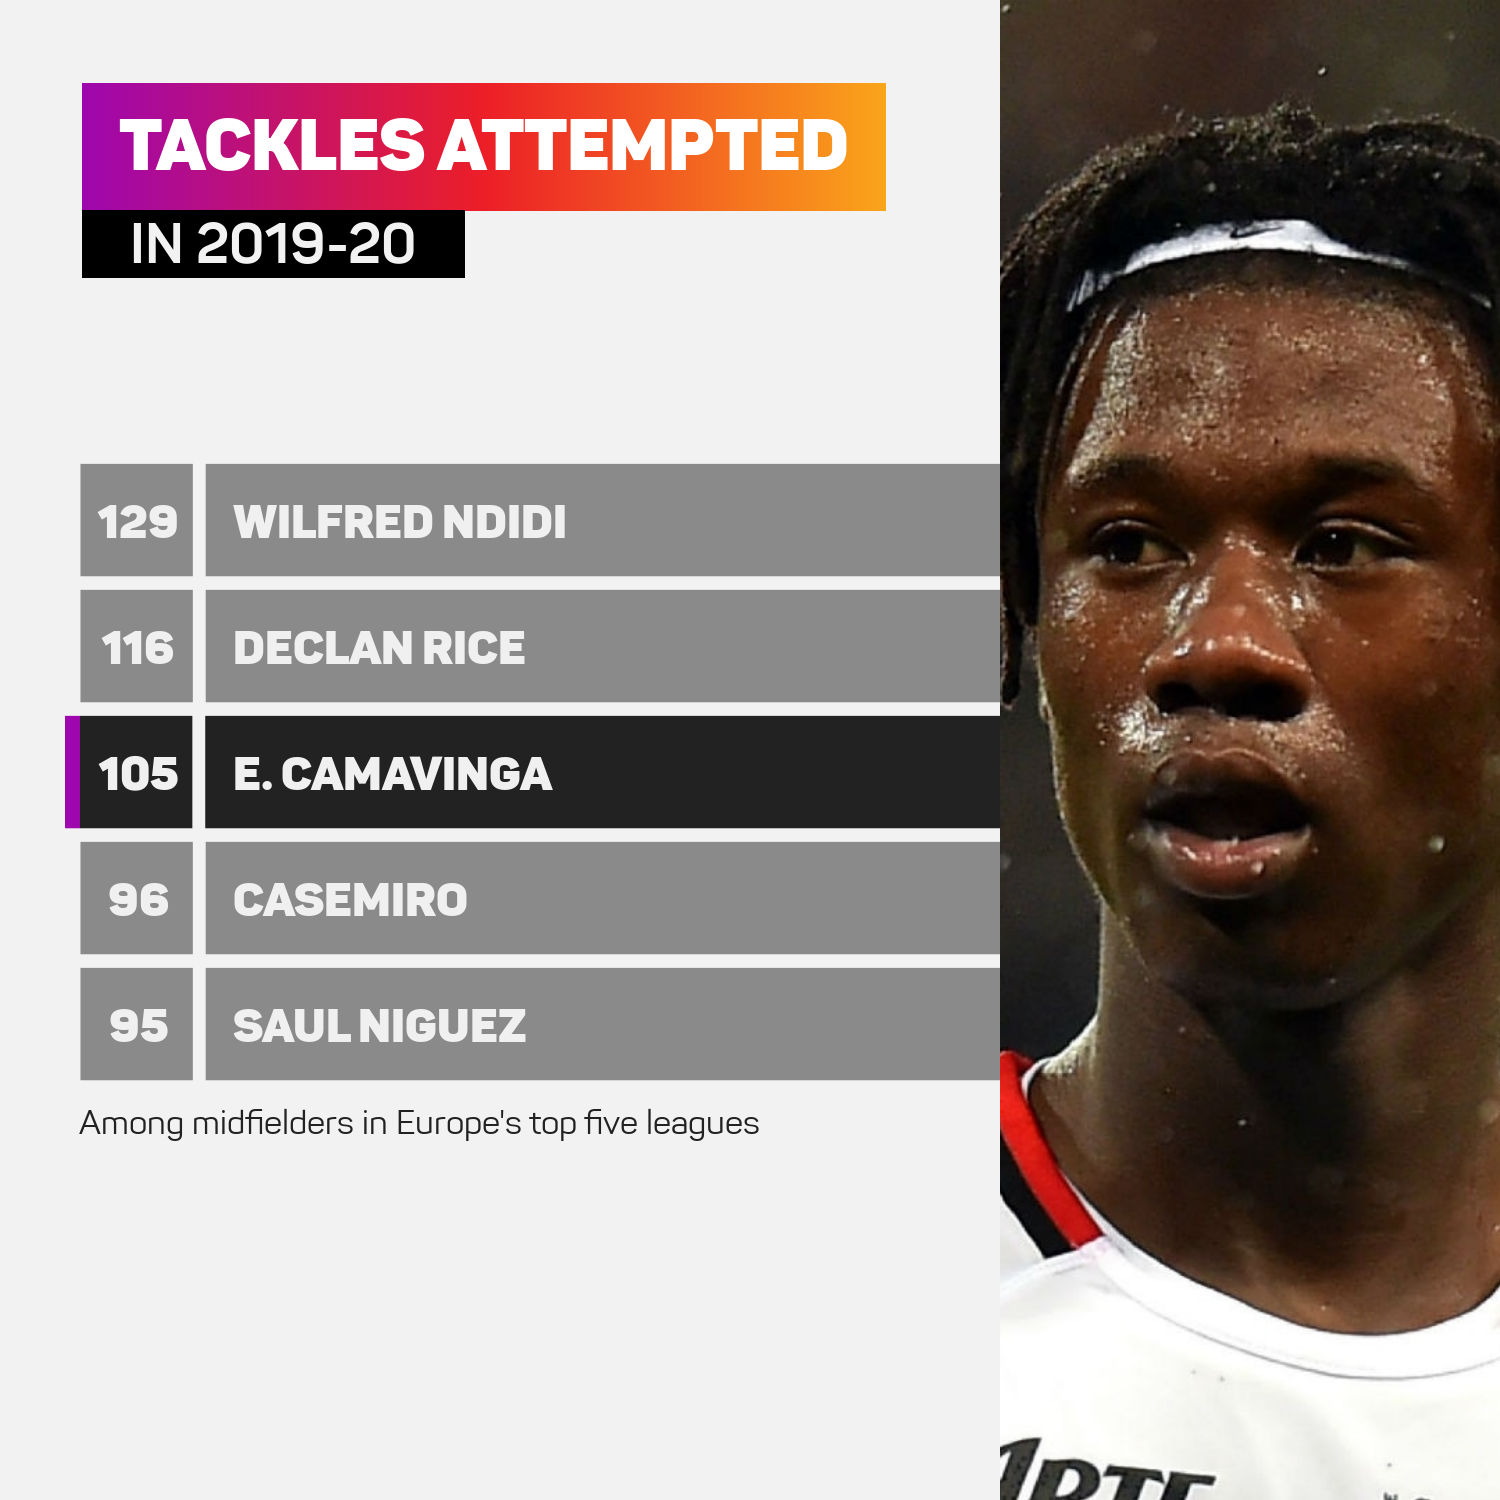 TACKLES ATTEMPTED
IN 2019-20
129 WILFRED NDIDI
116 DECLAN RICE
105 E. CAMAVINGA
96 CASEMIRO
95 SAUL NIGUEZ
Among midfielders in Europe's top five leagues